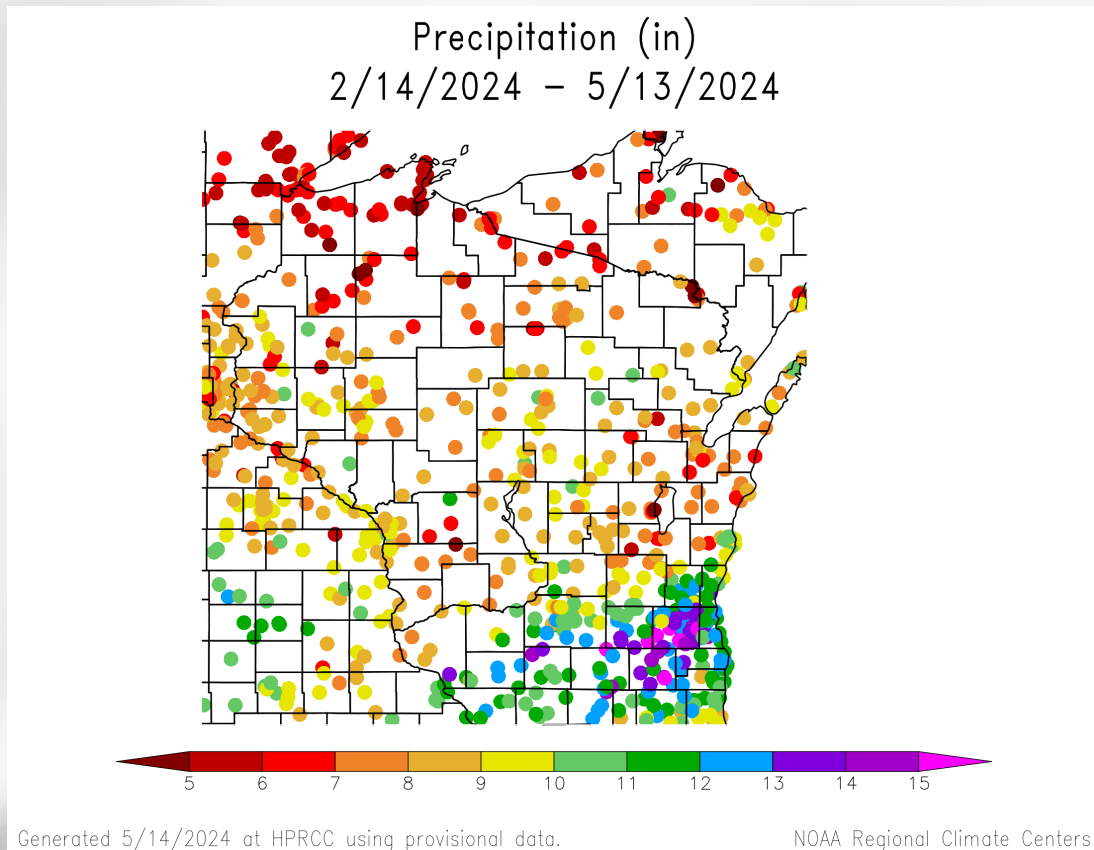 Precipitation (in)
2/14/2024 – 5/13/2024
5 6 7 8 9 10 11 12 13 14 15
Generated 5/14/2024 at HPRCC using provisional data.
NOAA Regional Climate Centers